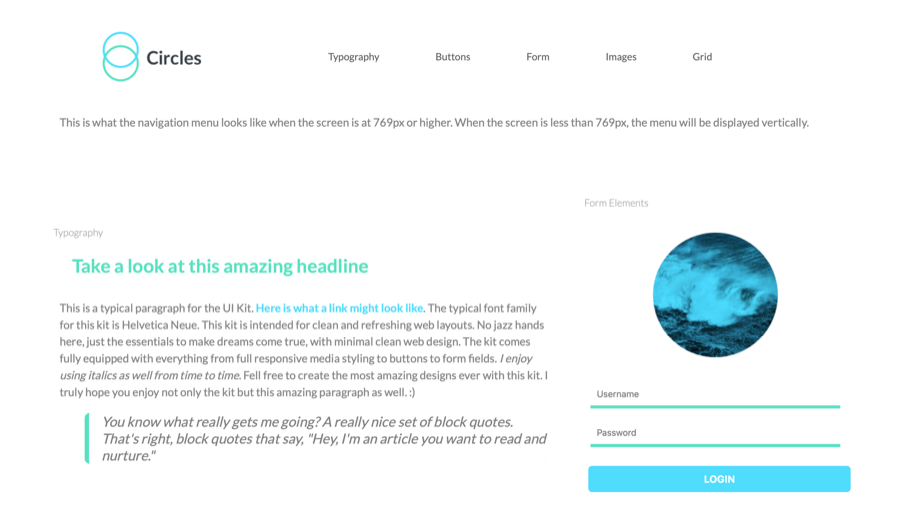 Circles
Typography Buttons Form Images Grid
This is what the navigation menu looks like when the screen is at 769px or higher. When the screen is less than 769px, the menu will be displayed vertically.
Typography
Take a look at this amazing headline
This is a typical paragraph for the UI Kit. Here is what a link might look like. The typical font family
for this kit is Helvetica Neue. This kit is intended for clean and refreshing web layouts. No jazz hands
here, just the essentials to make dreams come true, with minimal clean web design. The kit comes
fully equipped with everything from full responsive media styling to buttons to form fields. I enjoy
using italics as well from time to time. Fell free to create the most amazing designs ever with this kit. I
truly hope you enjoy not only the kit but this amazing paragraph as well. :)
You know what really gets me going? A really nice set of block quotes.
That's right, block quotes that say, "Hey, I'm an article you want to read and
nurture."
Form Elements
Username
Password
LOGIN